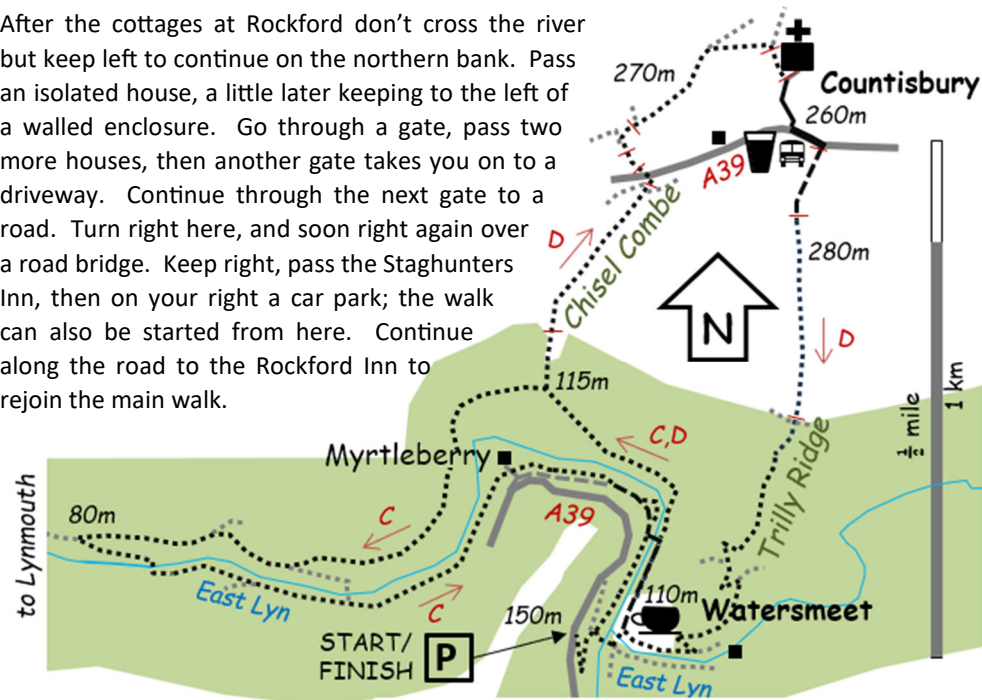 After the cottages at Rockford don’t cross the river
but keep left to continue on the northern bank. Pass
an isolated house, a little later keeping to the left of
a walled enclosure. Go through a gate, pass two
more houses, then another gate takes you on to a
driveway. Continue through the next gate to a
road. Turn right here, and soon right again over
a road bridge. Keep right, pass the Staghunters
Inn, then on your right a car park; the walk
can also be started from here. Continue
along the road to the Rockford Inn to
rejoin the main walk.
270m
Countisbury
260m
A39
D
Chisel Combe
280m
N
D
115m
½ mile
1 km
C,D
Myrtleberry
Trilly Ridge
A39
80m
C
to Lynmouth
East Lyn
C
110m
Watersmeet
150m
START/
FINISH
P
East Lyn